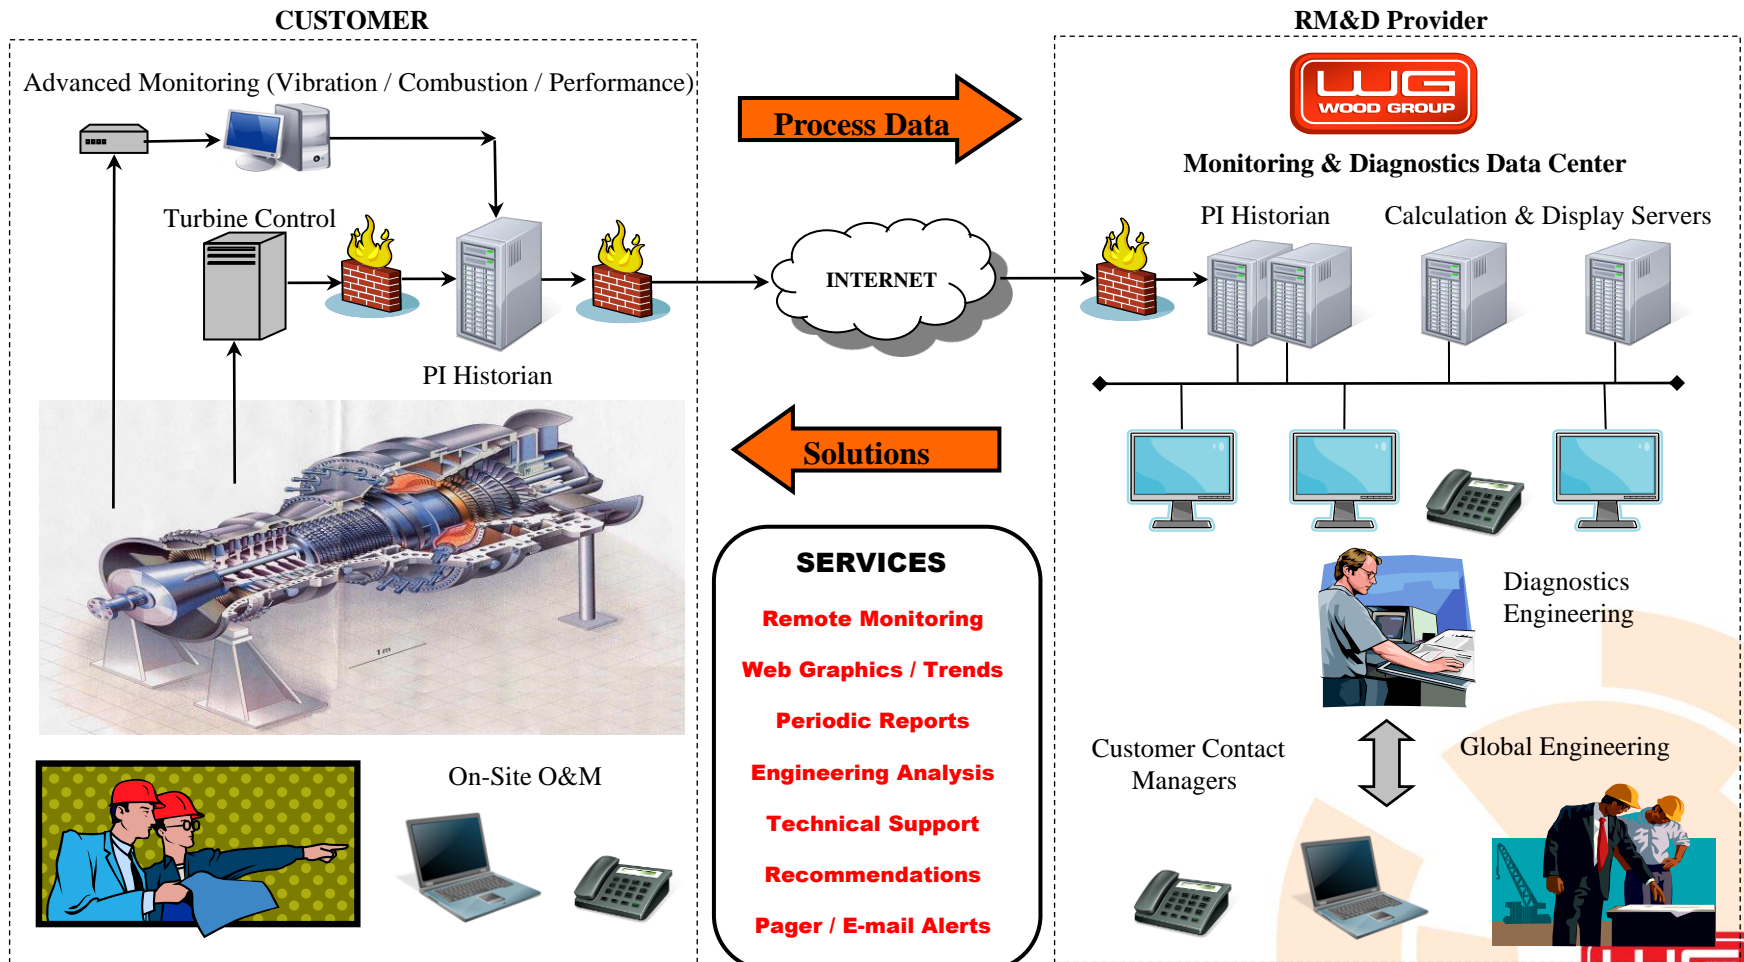 CUSTOMER
Advanced Monitoring (Vibration / Combustion / Performance)
Turbine Control
PI Historian
1 m
On-Site O&M
Process Data
INTERNET
Solutions
SERVICES
Remote Monitoring
Web Graphics / Trends
Periodic Reports
Engineering Analysis
Technical Support
Recommendations
Pager / E-mail Alerts
RM&D Provider
WG
WOOD GROUP
Monitoring & Diagnostics Data Center
PI Historian
Calculation & Display Servers
Diagnostics
Engineering
Customer Contact
Managers
Global Engineering